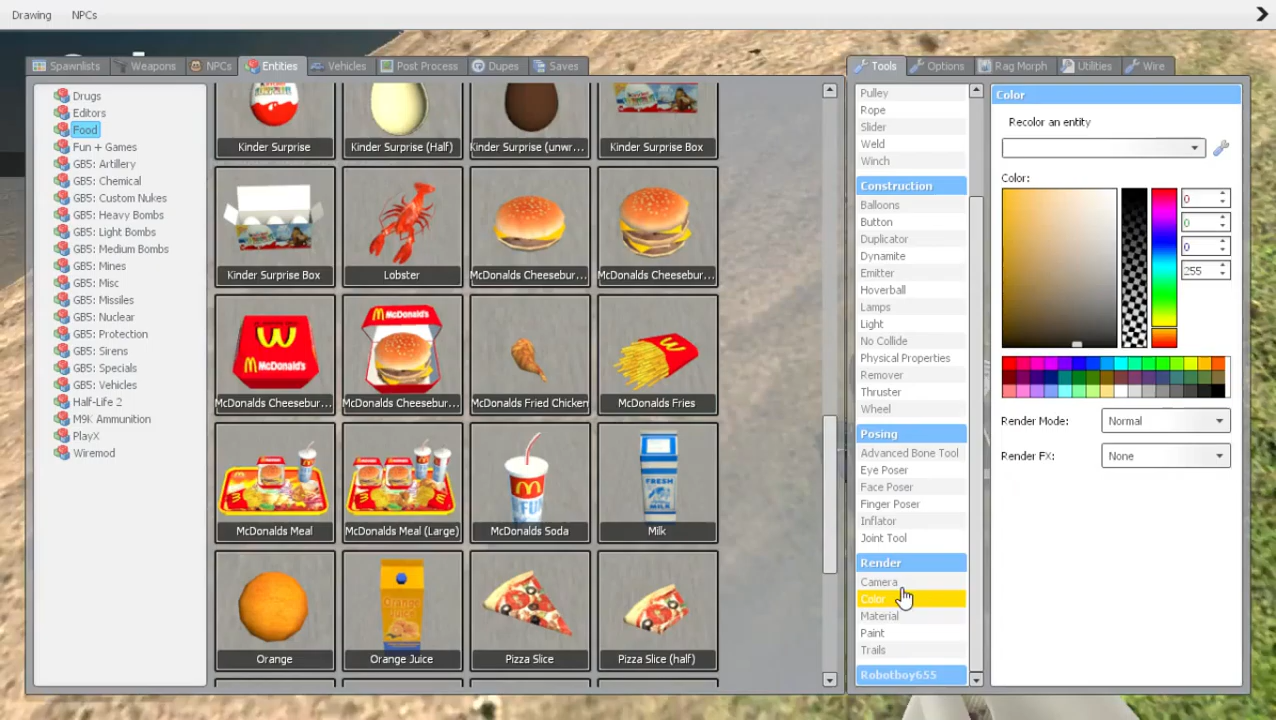 Drawing NPCs
Spawnlists Weapons NPCs Entities Vehicles Post Process Dupes Saves
Drugs
Editors
Food
Fun + Games
GB5: Artillery
GB5: Chemical
GB5: Custom Nukes
GB5: Heavy Bombs
GB5: Light Bombs
GB5: Medium Bombs
GB5: Mines
GB5: Misc
GB5: Missiles
GB5: Nuclear
GB5: Protection
GB5: Sirens
GB5: Specials
GB5: Vehicles
Half-Life 2
M9K Ammunition
PlayX
Wiremod
Kinder Surprise Kinder Surprise (Half) Kinder Surprise (unwr... Kinder Surprise Box
Kinder Surprise Box Lobster McDonalds Cheesebur... McDonalds Cheesebur...
McDonald's
McDonald's
McDonalds Cheesebur... McDonalds Cheesebur... McDonalds Fried Chicken McDonalds Fries
FRESH
MILK
McDonalds Meal McDonalds Meal (Large) McDonalds Soda Milk
Orange
Juice
Orange Orange Juice Pizza Slice Pizza Slice (half)
Tools Options Rag Morph Utilities Wire
Pulley
Rope
Slider
Weld
Winch
Construction
Balloons
Button
Duplicator
Dynamite
Emitter
Hoverball
Lamps
Light
No Collide
Physical Properties
Remover
Thruster
Wheel
Posing
Advanced Bone Tool
Eye Poser
Face Poser
Finger Poser
Inflator
Joint Tool
Render
Camera
Color
Material
Paint
Trails
Robotboy655
Color
Recolor an entity
Color:
0
0
0
255
Render Mode: Normal
Render FX: None